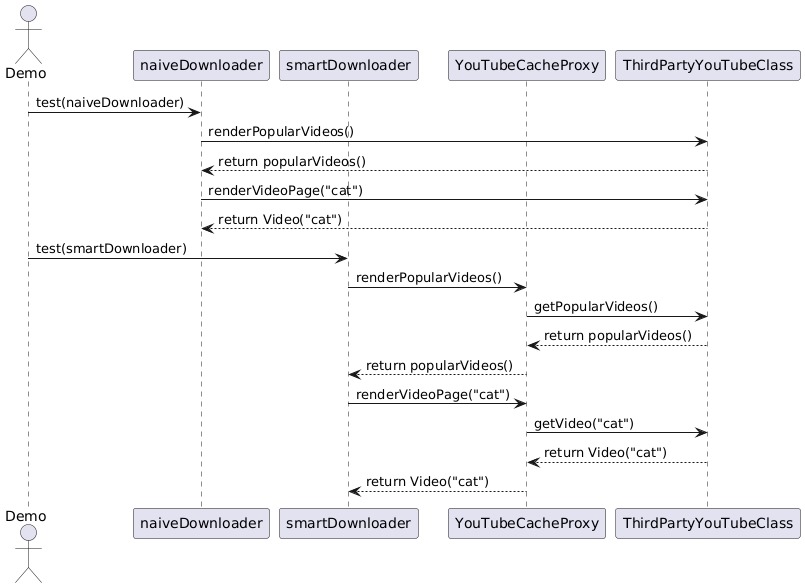 Demo
naiveDownloader
smartDownloader
YouTubeCacheProxy
ThirdPartyYouTubeClass
test(naiveDownloader)
renderPopularVideos()
return popularVideos()
renderVideoPage("cat")
return Video("cat")
test(smartDownloader)
renderPopularVideos()
getPopularVideos()
return popularVideos()
return popularVideos()
renderVideoPage("cat")
getVideo("cat")
return Video("cat")
return Video("cat")
Demo
naiveDownloader
smartDownloader
YouTubeCacheProxy
ThirdPartyYouTubeClass